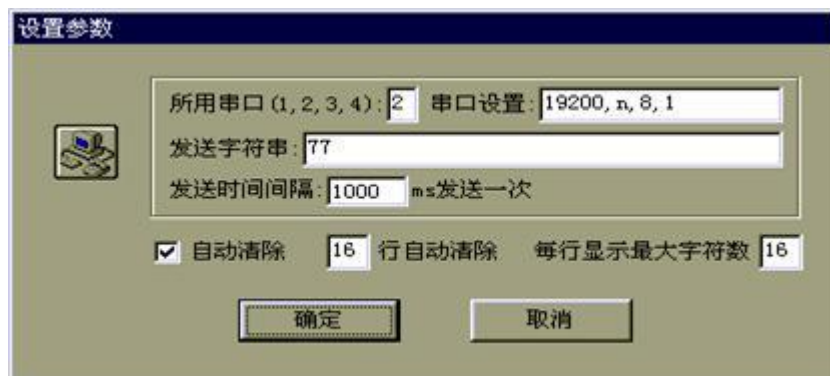 设置参数
所用串口(1,2,3,4):2 串口设置:19200,n,8,1
发送字符串:77
发送时间间隔:1000 ms发送一次
自动清除 16 行自动清除 每行显示最大字符数 16
确定 取消